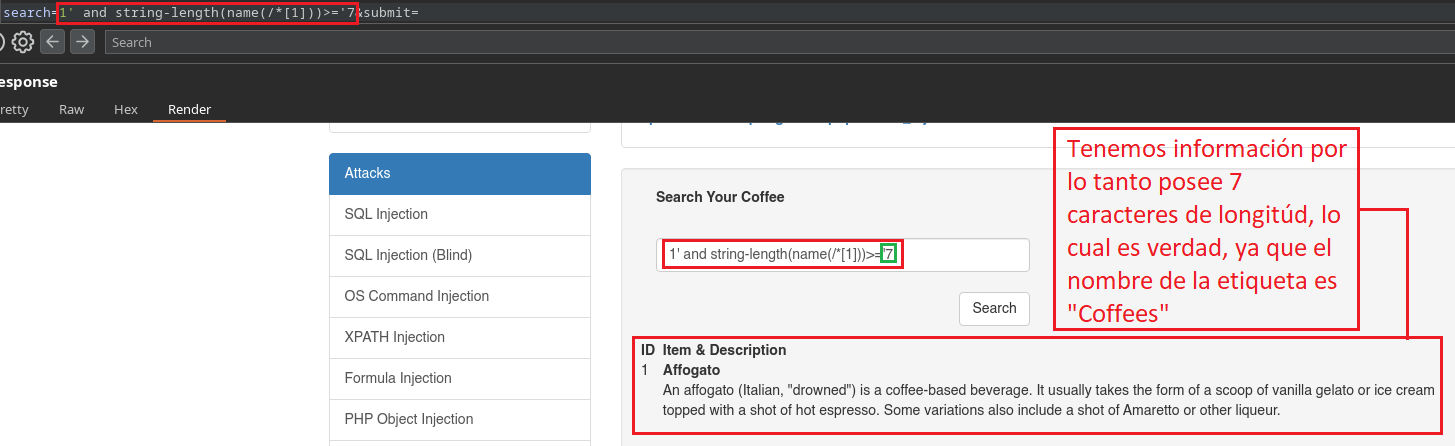 search=1' and string-length(name(/*[1]))>='7&submit=
Search
esponse
retty Raw Hex Render
Attacks
SQL Injection
SQL Injection (Blind)
OS Command Injection
XPATH Injection
Formula Injection
PHP Object Injection
Search Your Coffee
1' and string-length(name(/*[1]))>='7
Search
ID Item & Description
1 Affogato
An affogato (Italian, "drowned") is a coffee-based beverage. It usually takes the form of a scoop of vanilla gelato or ice cream
topped with a shot of hot espresso. Some variations also include a shot of Amaretto or other liqueur.
Tenemos información por
lo tanto posee 7
caracteres de longitúd, lo
cual es verdad, ya que el
nombre de la etiqueta es
"Coffees"